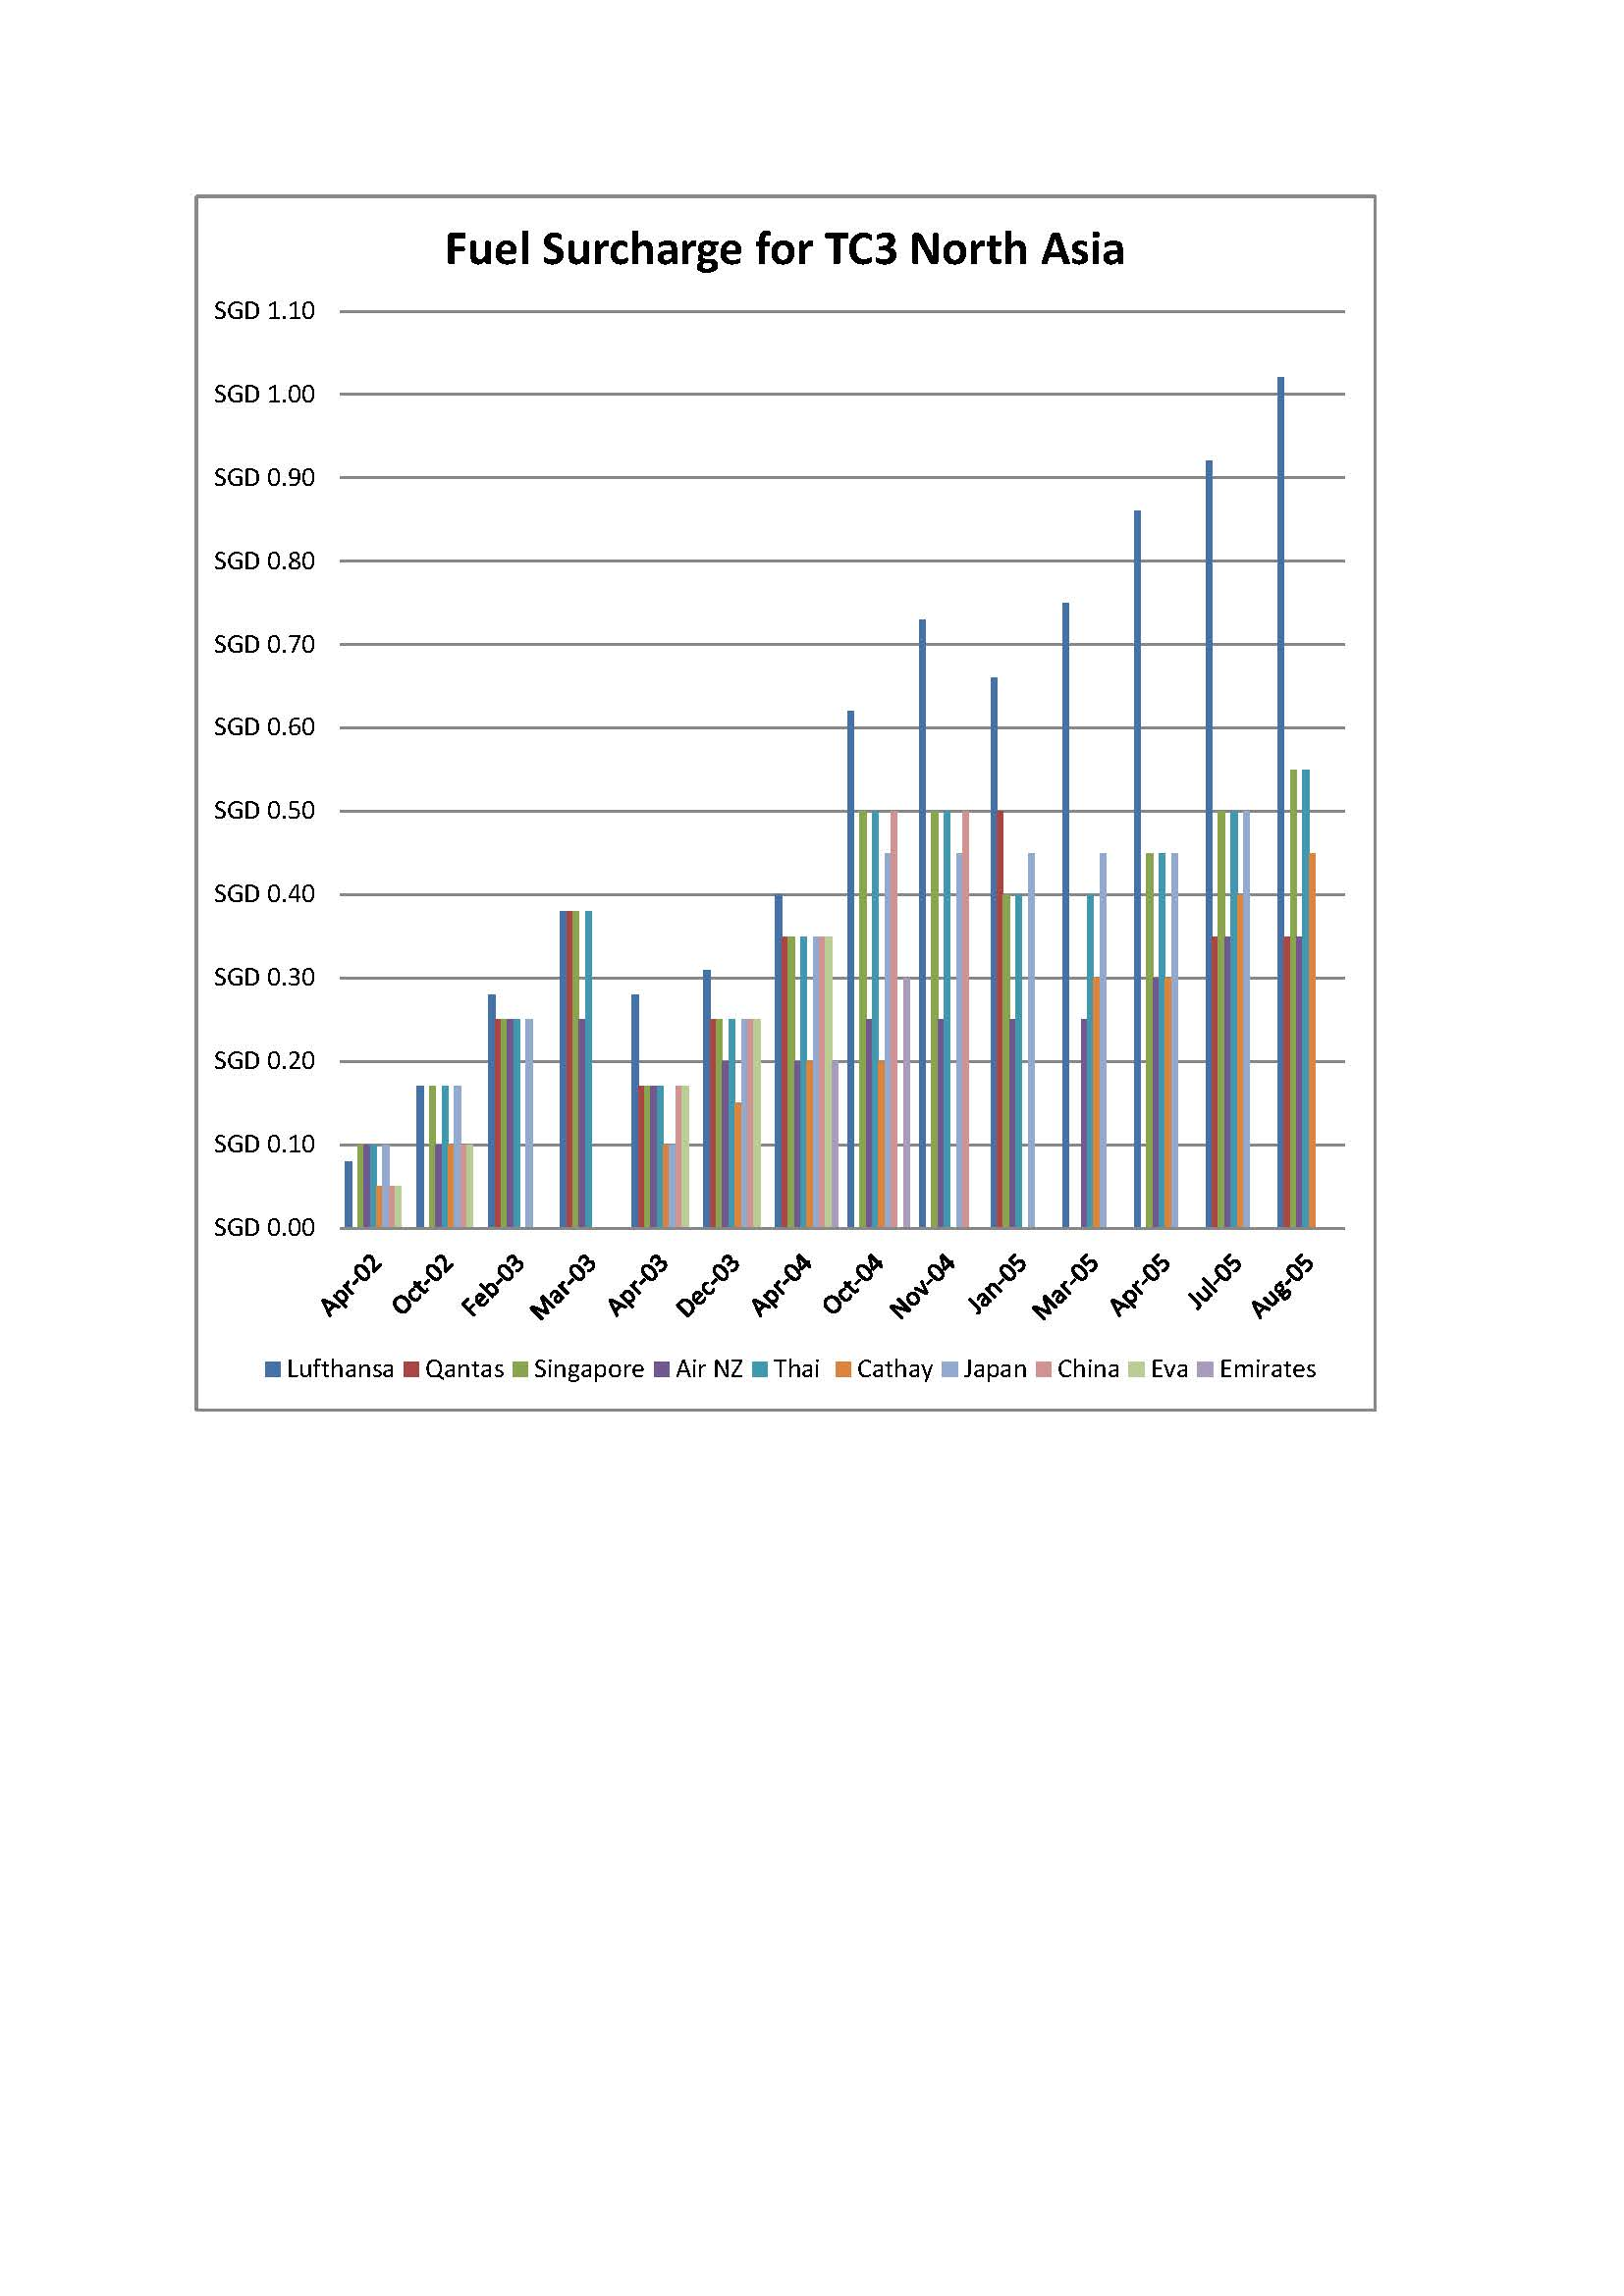 Fuel Surcharge for TC3 North Asia
SGD 1.10
SGD 1.00
SGD 0.90
SGD 0.80
SGD 0.70
SGD 0.60
SGD 0.50
SGD 0.40
SGD 0.30
SGD 0.20
SGD 0.10
SGD 0.00
Apr-02 Oct-02 Feb-03 Mar-03 Apr-03 Dec-03 Apr-04 Oct-04 Nov-04 Jan-05 Mar-05 Apr-05 Jul-05 Aug-05
Lufthansa Qantas Singapore Air NZ Thai Cathay Japan China Eva Emirates